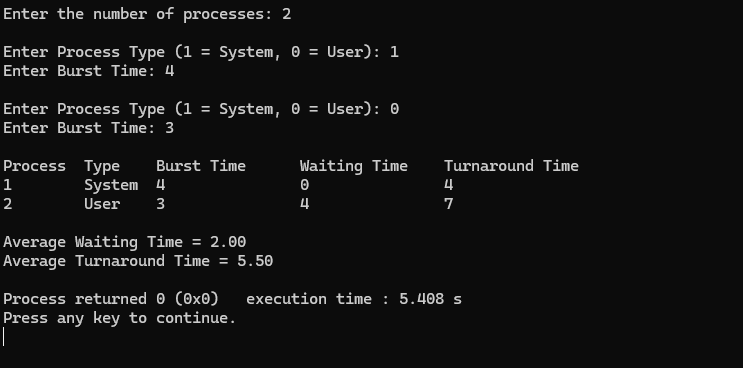 Enter the number of processes: 2
Enter Process Type (1 = System, 0 = User): 1
Enter Burst Time: 4
Enter Process Type (1 = System, 0 = User): 0
Enter Burst Time: 3
Process  Type    Burst Time      Waiting Time    Turnaround Time
1        System  4               0               4
2        User    3               4               7
Average Waiting Time = 2.00
Average Turnaround Time = 5.50
Process returned 0 (0x0)   execution time : 5.408 s
Press any key to continue.